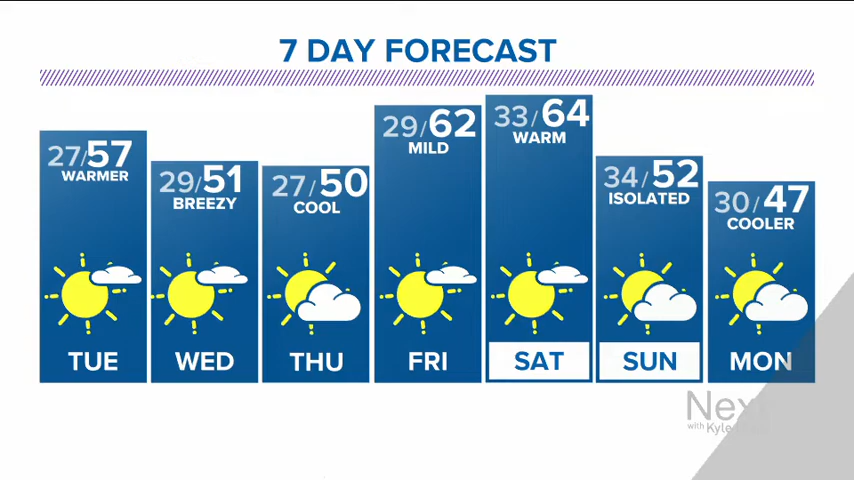 7 DAY FORECAST
27/57
WARMER
TUE
29/51
BREEZY
WED
27/50
COOL
THU
29/62
MILD
FRI
33/64
WARM
SAT
34/52
ISOLATED
SUN
30/47
COOLER
MON
Next
with Kyle